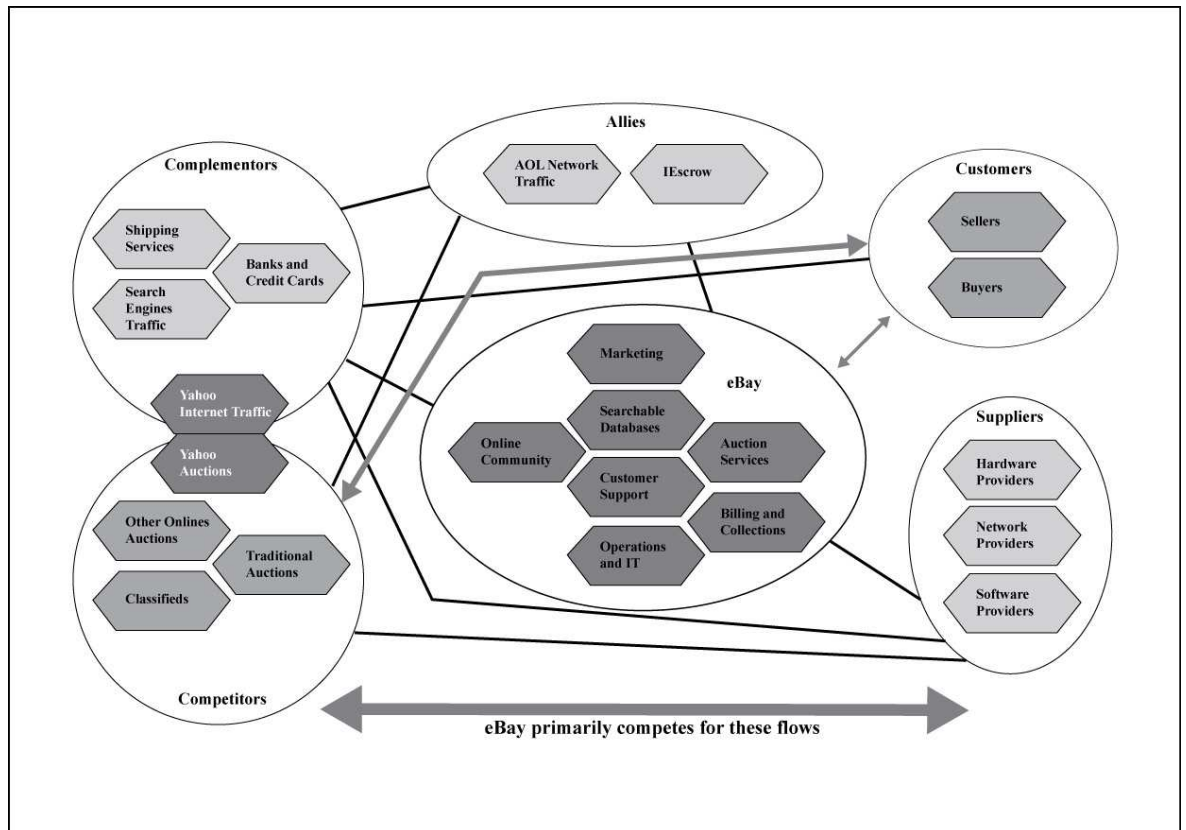 Allies
AOL Network
Traffic
IEscrow
Complementors
Shipping
Services
Banks and
Credit Cards
Search
Engines
Traffic
Yahoo
Internet Traffic
Customers
Sellers
Buyers
eBay
Marketing
Searchable
Databases
Online
Community
Auction
Services
Customer
Support
Billing and
Collections
Operations
and IT
Suppliers
Hardware
Providers
Network
Providers
Software
Providers
Yahoo
Auctions
Other Onlines
Auctions
Traditional
Auctions
Classifieds
Competitors
eBay primarily competes for these flows